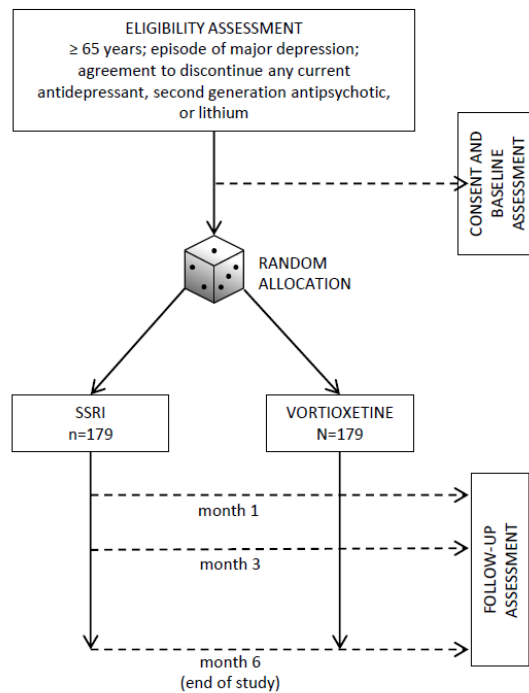 ELIGIBILITY ASSESSMENT
≥ 65 years; episode of major depression;
agreement to discontinue any current
antidepressant, second generation antipsychotic,
or lithium
CONSENT AND
BASELINE
ASSESSMENT
RANDOM
ALLOCATION
SSRI
n=179
VORTIOXETINE
N=179
month 1
month 3
FOLLOW-UP
ASSESSMENT
month 6
(end of study)